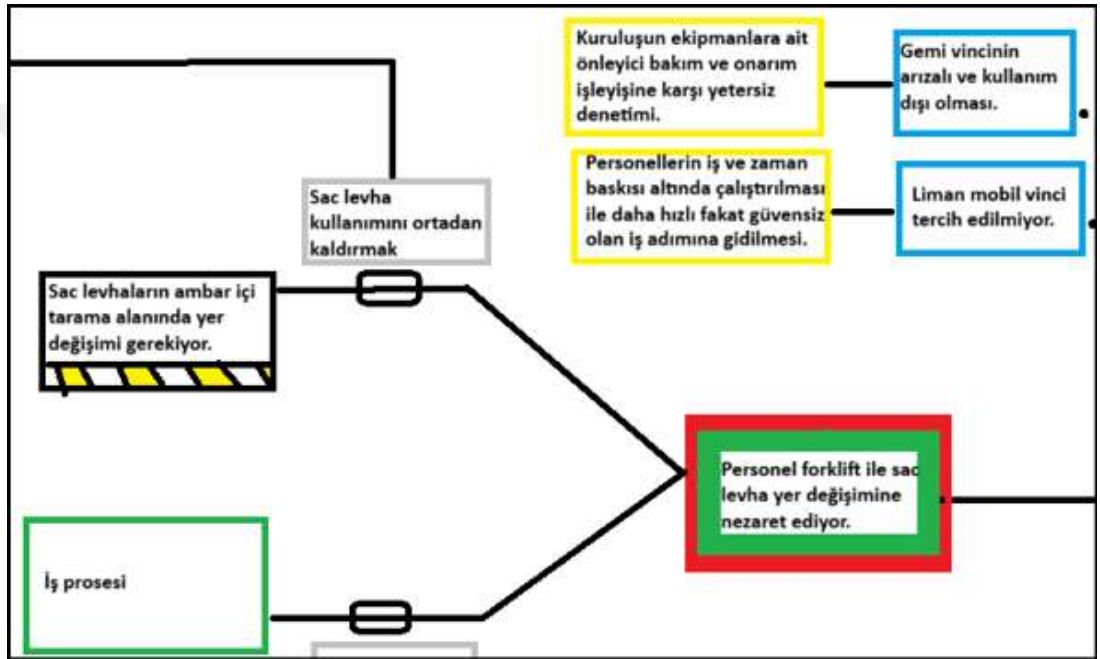 Kuruluşun ekipmanlara ait
önleyici bakım ve onarım
işleyişine karşı yetersiz
denetimi.
Gemi vincinin
arızalı ve kullanım
dışı olması.
Personellerin iş ve zaman
baskısı altında çalıştırılması
ile daha hızlı fakat güvensiz
olan iş adımına gidilmesi.
Liman mobil vinci
tercih edilmiyor.
Sac levha
kullanımını ortadan
kaldırmak
Sac levhaların ambar içi
tarama alanında yer
değişimi gerekiyor.
Personel forklift ile sac
levha yer değişimine
nezaret ediyor.
İş prosesi